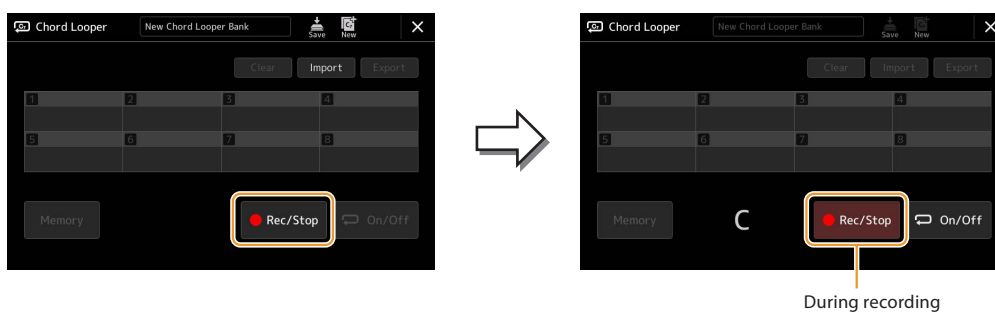 Chord Looper New Chord Looper Bank Save New
Clear Import Export
1 2 3 4
5 6 7 8
Memory Rec/Stop On/Off
Chord Looper New Chord Looper Bank Save New
Clear Import Export
1 2 3 4
5 6 7 8
Memory C Rec/Stop On/Off
During recording